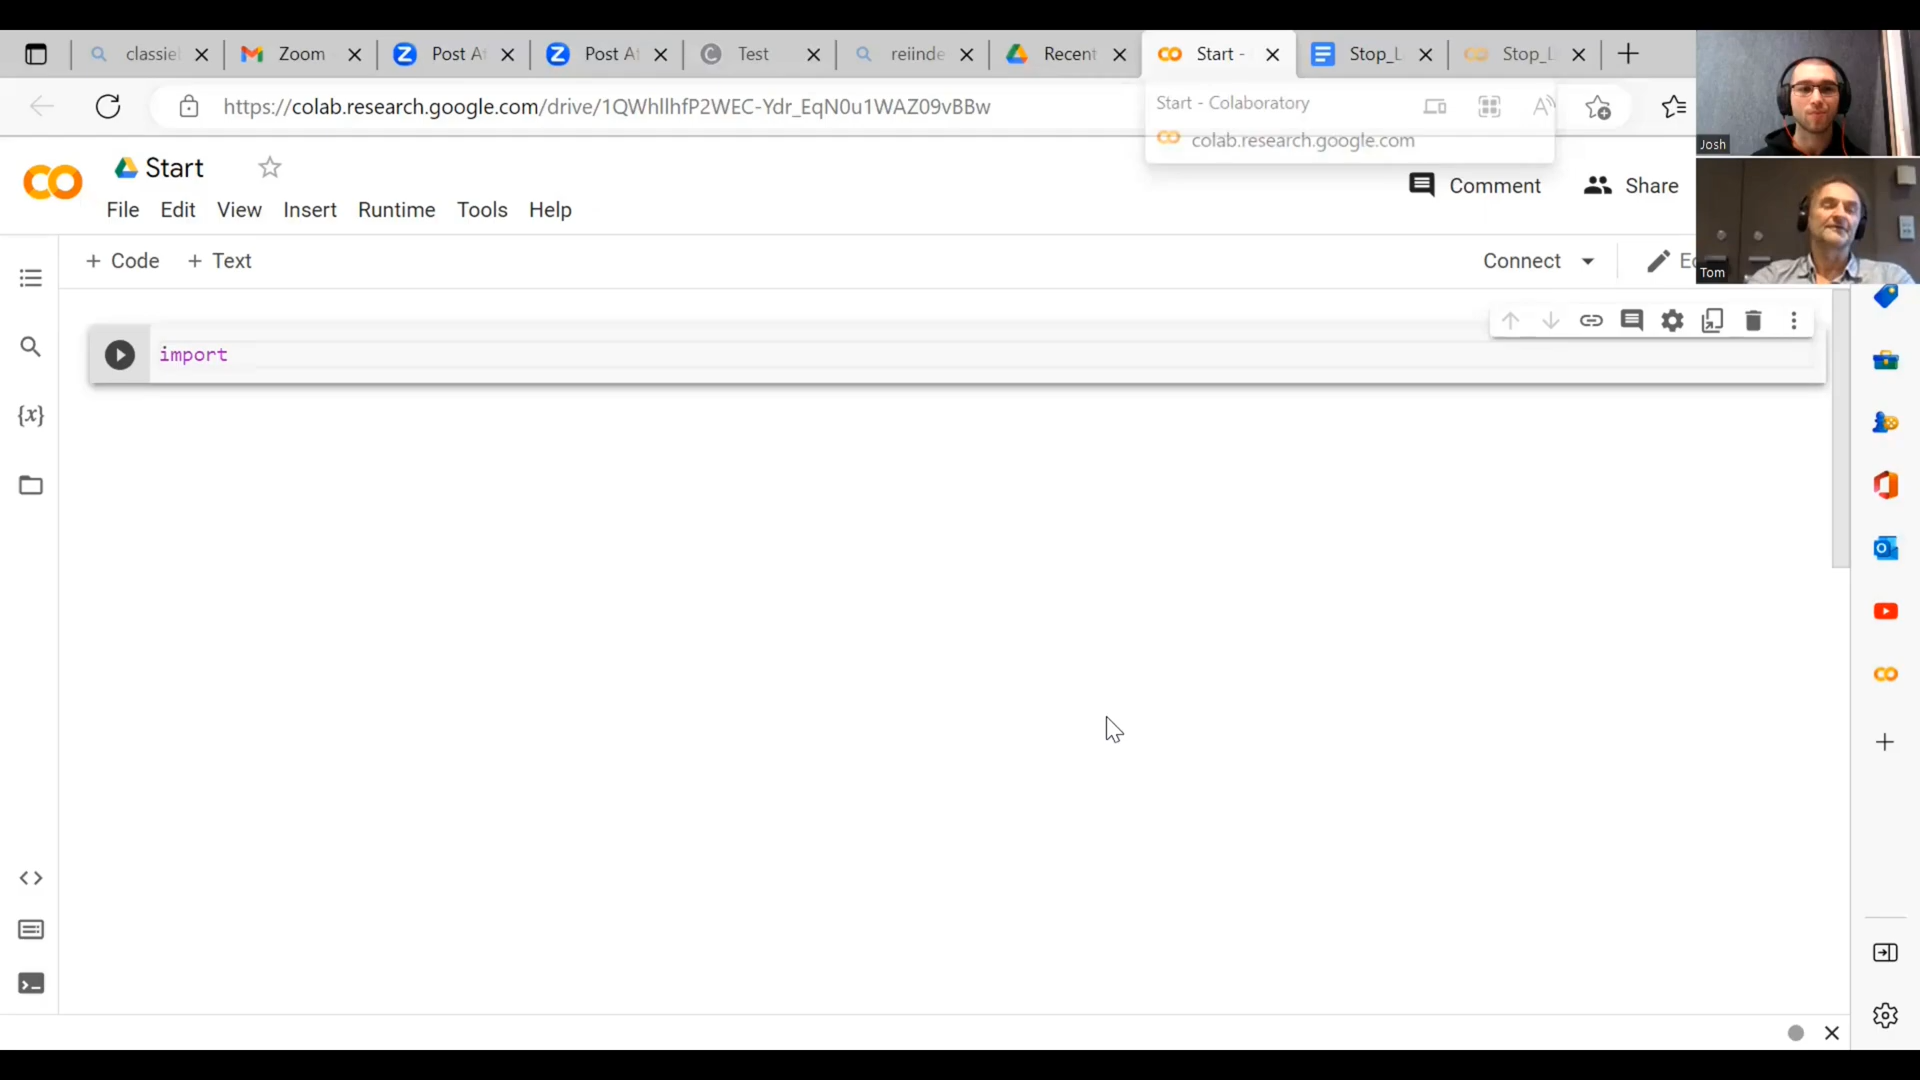 classie
Zoom
Post A
Post A
Test
reiinde
Recent
Start -
Stop_L
Stop_L
https://colab.research.google.com/drive/1QWhllhfP2WEC-Ydr_EqN0u1WAZ09vBBw
Start - Colaboratory
colab.research.google.com
Josh
Start
Comment
Share
File
Edit
View
Insert
Runtime
Tools
Help
+ Code
+ Text
Connect
Tom
import